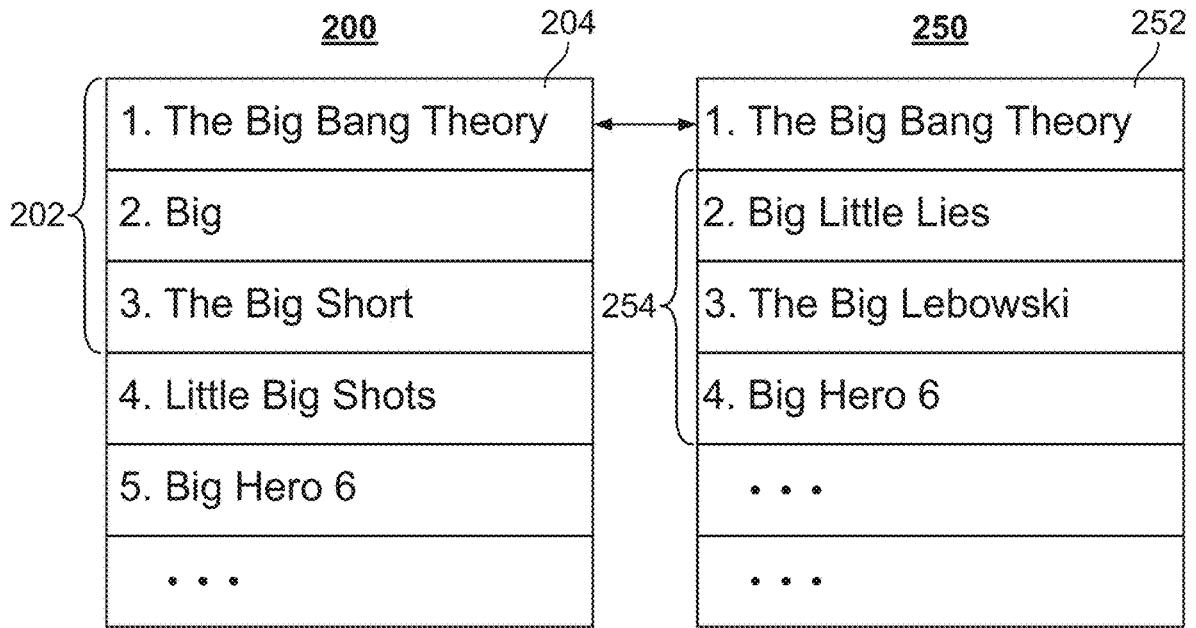 200
204
1. The Big Bang Theory
2. Big
3. The Big Short
4. Little Big Shots
5. Big Hero 6
...
202
250
252
1. The Big Bang Theory
2. Big Little Lies
3. The Big Lebowski
4. Big Hero 6
...
...
254